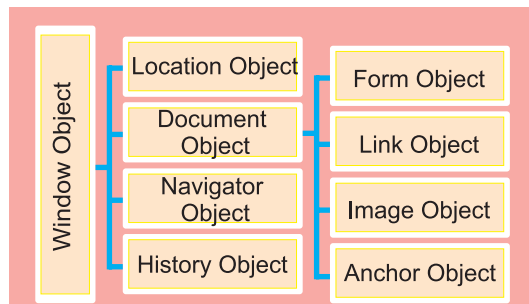 Window Object
Location Object
Document
Object
Navigator
Object
History Object
Form Object
Link Object
Image Object
Anchor Object